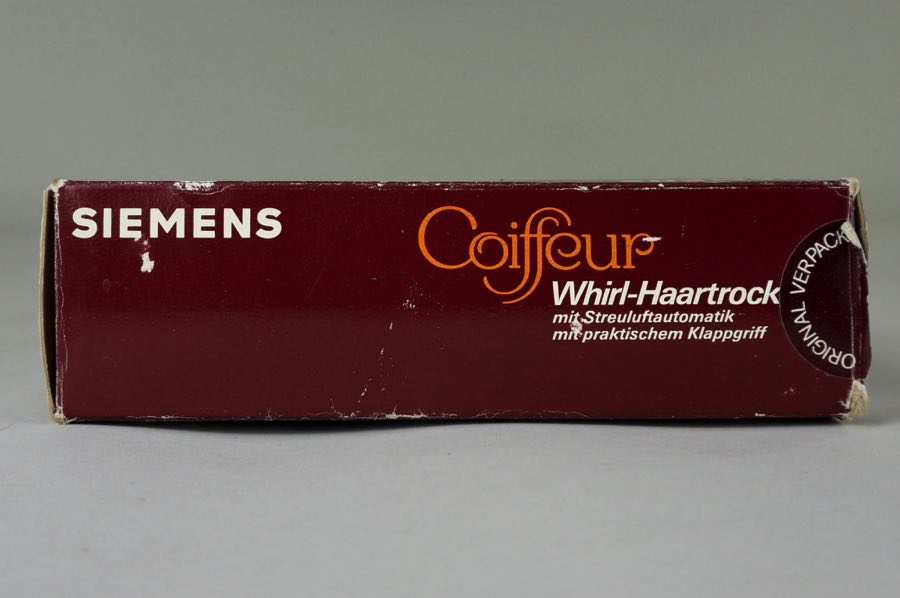 SIEMENS
Coiffeur
Whirl-Haartrock
mit Streuluftautomatik
mit praktischem Klappgriff
ORIGINAL VERPACK